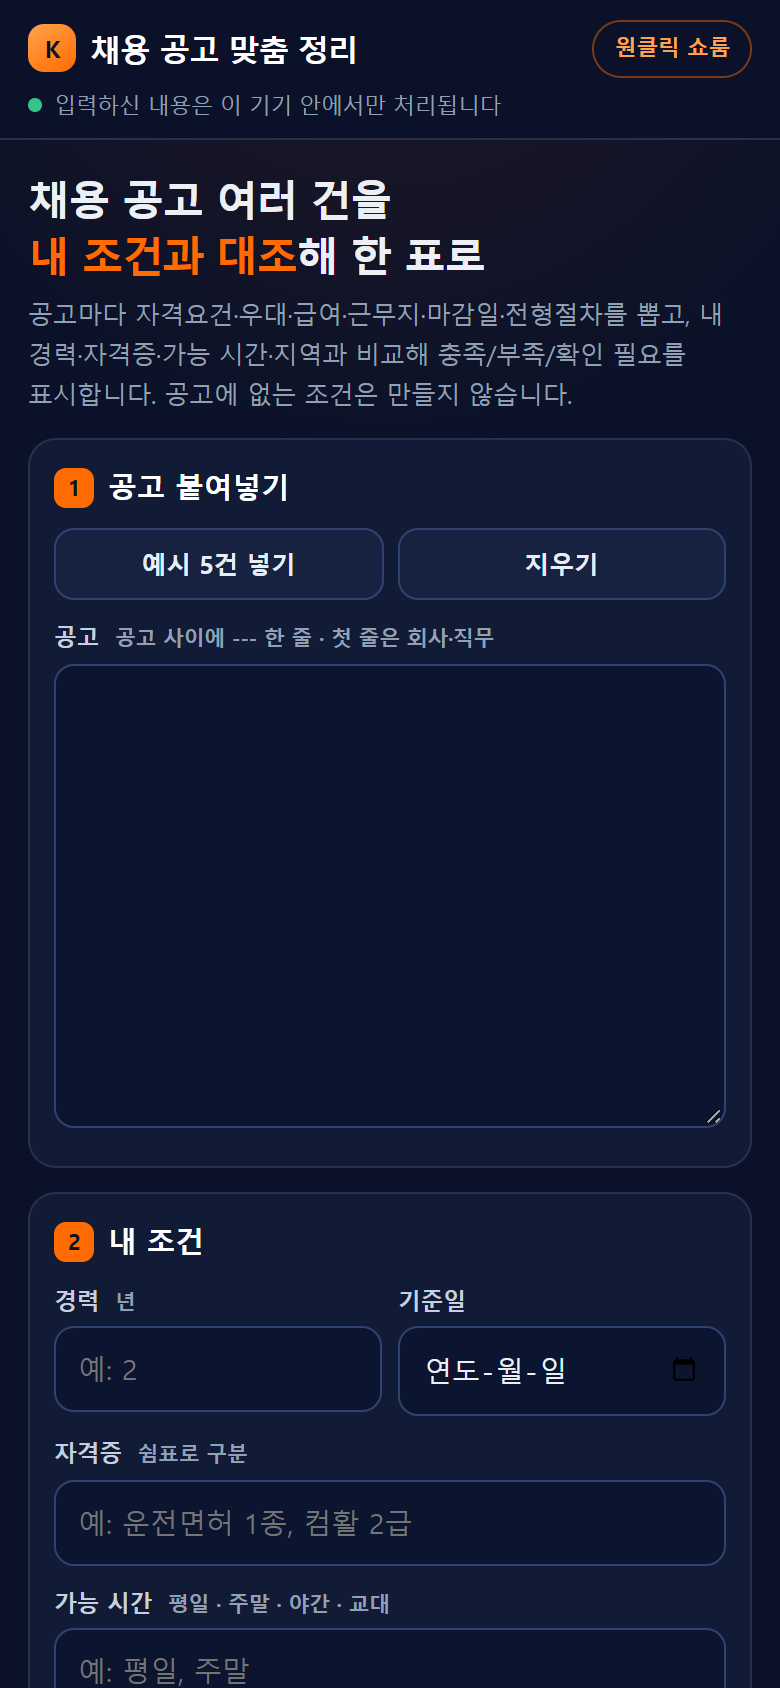 K 채용 공고 맞춤 정리 원클릭 쇼룸
입력하신 내용은 이 기기 안에서만 처리됩니다
채용 공고 여러 건을
내 조건과 대조해 한 표로
공고마다 자격요건·우대·급여·근무지·마감일·전형절차를 뽑고, 내
경력·자격증·가능 시간·지역과 비교해 충족/부족/확인 필요를
표시합니다. 공고에 없는 조건은 만들지 않습니다.
1 공고 붙여넣기
예시 5건 넣기 지우기
공고 공고 사이에 --- 한 줄 · 첫 줄은 회사·직무
2 내 조건
경력 년 기준일
예: 2 연도-월-일
자격증 쉼표로 구분
예: 운전면허 1종, 컴활 2급
가능 시간 평일 · 주말 · 야간 · 교대
예: 평일, 주말